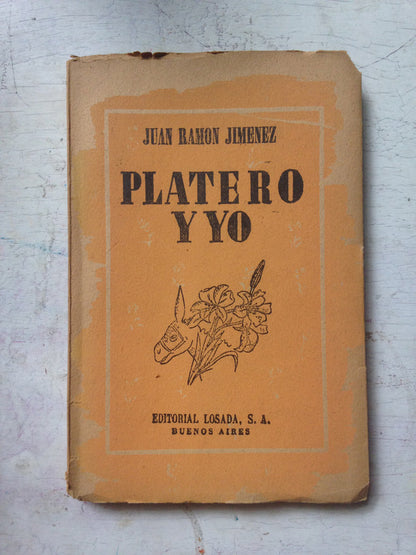 JUAN RAMON JIMENEZ
PLATERO
Y YO
EDITORIAL LOSADA, S. A.
BUENOS AIRES